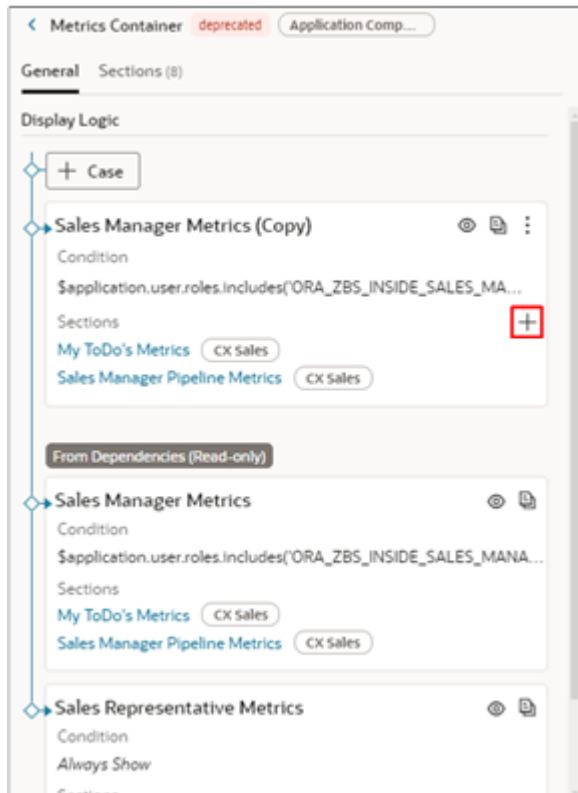 Metrics Container deprecated Application Comp....
General Sections (8)
Display Logic
+ Case
Sales Manager Metrics (Copy)
Condition
$application.user.roles.includes('ORA_ZBS_INSIDE_SALES_MA...
Sections
My ToDo's Metrics CX Sales
Sales Manager Pipeline Metrics CX Sales
From Dependencies (Read-only)
Sales Manager Metrics
Condition
$application.user.roles.includes('ORA_ZBS_INSIDE_SALES_MANA...
Sections
My ToDo's Metrics CX Sales
Sales Manager Pipeline Metrics CX Sales
Sales Representative Metrics
Condition
Always Show